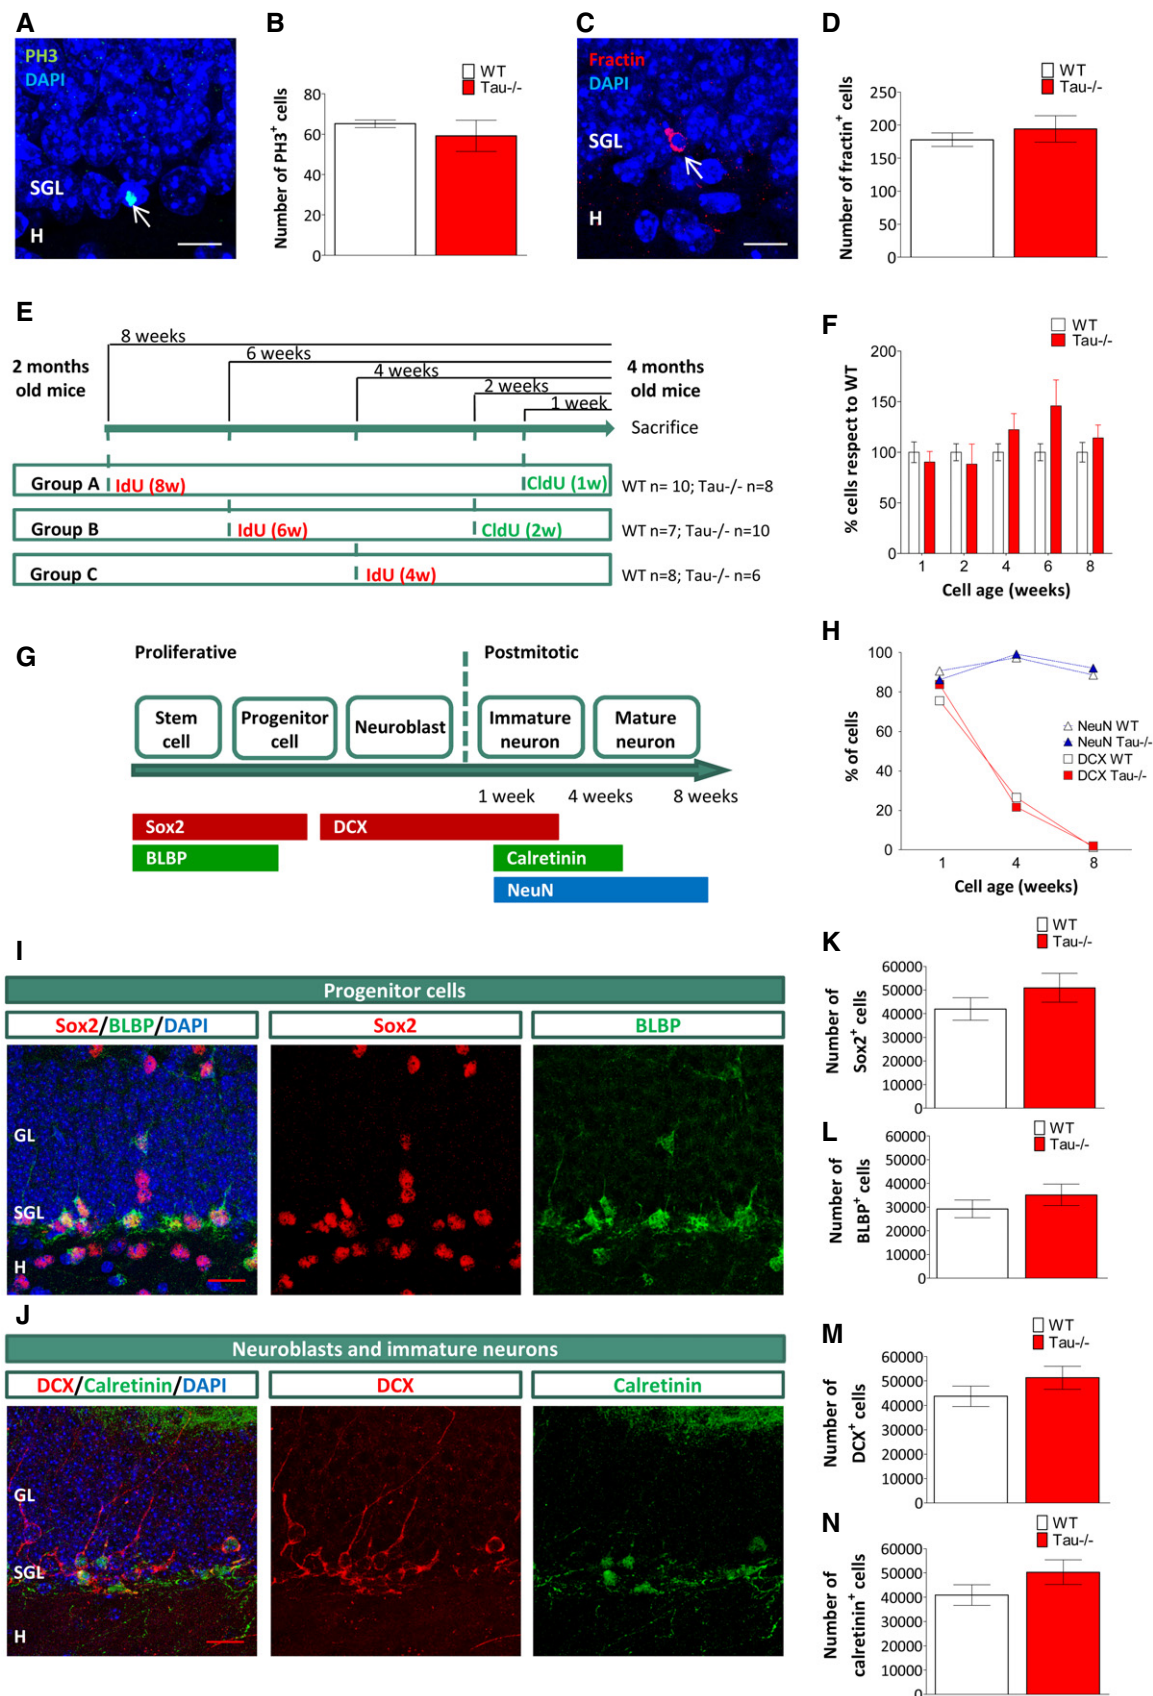 A
PH3
DAPI
SGL
H
B
WT
Tau-/-
Number of PH3+ cells
80
60
40
20
0
C
Fractin
DAPI
SGL
H
D
WT
Tau-/-
Number of fractin+ cells
250
200
150
100
50
0
E
8 weeks
6 weeks
4 weeks
2 weeks
1 week
2 months
old mice
4 months
old mice
Sacrifice
Group A IdU (8w) CldU (1w) WT n= 10; Tau-/- n=8
Group B IdU (6w) CldU (2w) WT n=7; Tau-/- n=10
Group C IdU (4w) WT n=8; Tau-/- n=6
F
WT
Tau-/-
% cells respect to WT
200
150
100
50
0
1 2 4 6 8
Cell age (weeks)
G
Proliferative Postmitotic
Stem
cell
Progenitor
cell
Neuroblast
Immature
neuron
Mature
neuron
1 week 4 weeks 8 weeks
Sox2 DCX
BLBP Calretinin
NeuN
H
% of cells
100
80
60
40
20
0
1 4 8
Cell age (weeks)
NeuN WT
NeuN Tau-/-
DCX WT
DCX Tau-/-
I
Progenitor cells
Sox2/BLBP/DAPI Sox2 BLBP
GL
SGL
H
J
Neuroblasts and immature neurons
DCX/Calretinin/DAPI DCX Calretinin
GL
SGL
H
K
WT
Tau-/-
Number of
Sox2+ cells
60000
50000
40000
30000
20000
10000
0
L
WT
Tau-/-
Number of
BLBP+ cells
60000
50000
40000
30000
20000
10000
0
M
WT
Tau-/-
Number of
DCX+ cells
60000
50000
40000
30000
20000
10000
0
N
WT
Tau-/-
Number of
calretinin+ cells
60000
50000
40000
30000
20000
10000
0